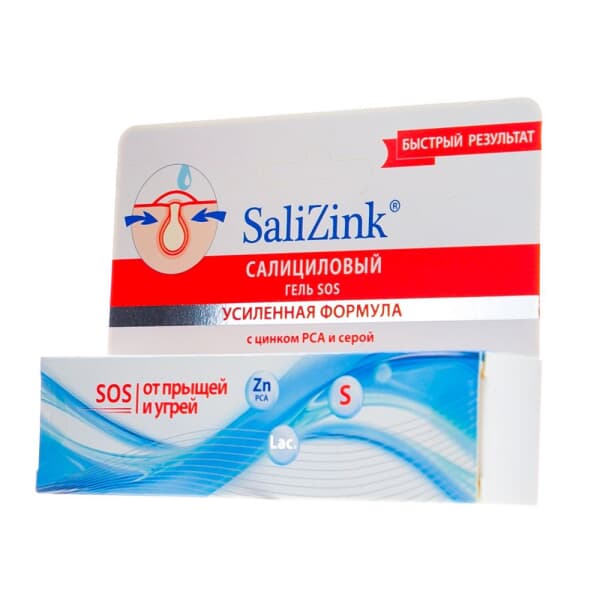 БЫСТРЫЙ РЕЗУЛЬТАТ
SaliZink®
САЛИЦИЛОВЫЙ
ГЕЛЬ SOS
УСИЛЕННАЯ ФОРМУЛА
с цинком PCA и серой
SOS от прыщей
и угрей
Zn
PCA
S
Lac.